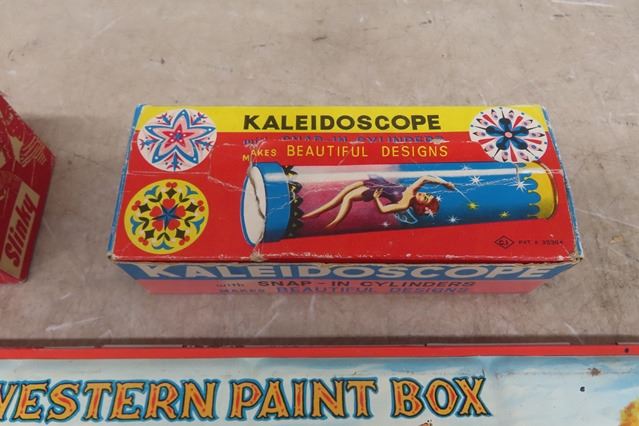 KALEIDOSCOPE
with SNAP-IN CYLINDERS
MAKES BEAUTIFUL DESIGNS
C.I.
KALEIDOSCOPE
with SNAP-IN CYLINDERS
MAKES BEAUTIFUL DESIGNS
Slinky
WESTERN PAINT BOX